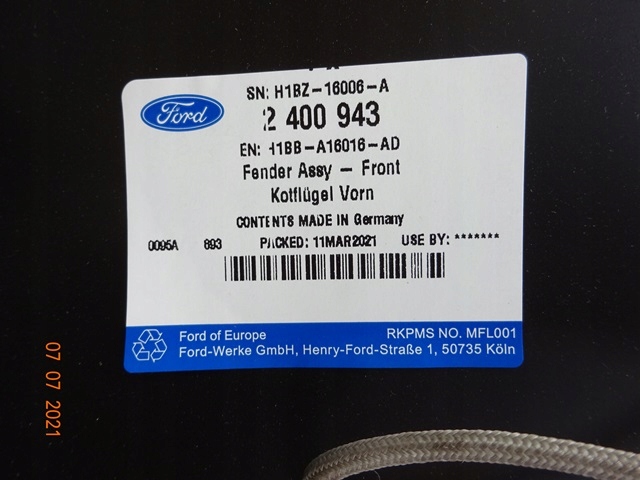 SN: H1BZ-16006-A
Ford
2 400 943
EN: H1BB-A16016-AD
Fender Assy - Front
Kotflügel Vorn
CONTENTS MADE IN Germany
0095A 893 PACKED: 11MAR2021 USE BY: *******
Ford of Europe RKPMS NO. MFL001
Ford-Werke GmbH, Henry-Ford-Straße 1, 50735 Köln
07 07 2021